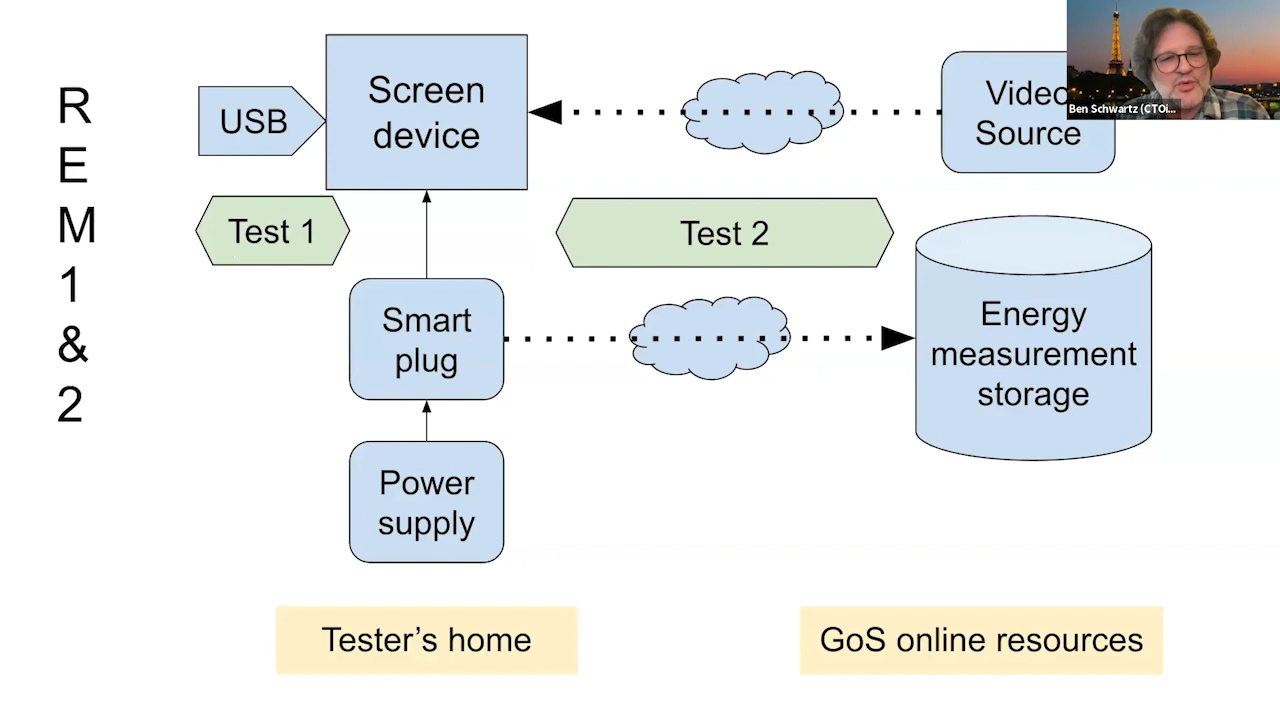 R
E
M
1
&
2
USB
Screen
device
Video
Source
Ben Schwartz (CTOi...
Test 1
Test 2
Smart
plug
Energy
measurement
storage
Power
supply
Tester's home
GoS online resources